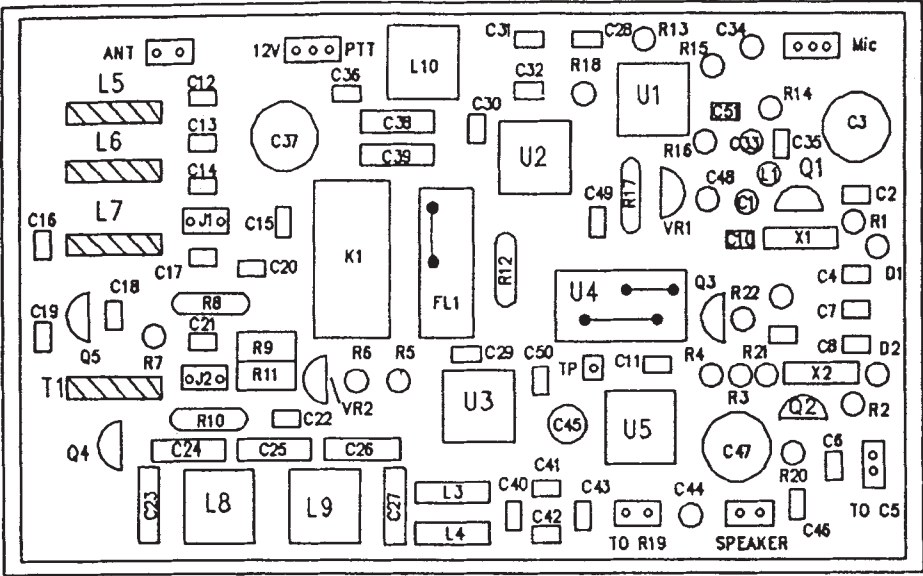 ANT
12V
PTT
L10
C31
C28
R13
C34
Mic
R15
L5
C12
C36
C32
R18
U1
R14
C38
C30
C51
C3
L6
C13
C37
U2
R16
C33
C35
C39
C14
L1
Q1
C48
C49
R17
C1
C2
L7
J1
C15
C16
VR1
C10
X1
R1
K1
C17
C20
R12
C4
D1
U4
Q3
R22
R8
FL1
C7
C19
C18
C21
Q5
R7
R9
R6
R5
C29
C50
TP
C11
R4
R21
C8
D2
T1
J2
R11
X2
VR2
U3
R3
Q2
R2
R10
C22
C45
U5
Q4
C24
C25
C26
C47
C6
R20
C23
L8
L9
C27
L3
C40
C41
C43
C44
L4
C42
C46
TO C5
TO R19
SPEAKER